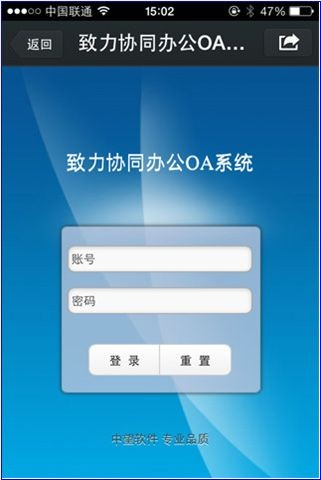 中国联通 15:02 47%
返回 致力协同办公OA...
致力协同办公OA系统
账号
密码
登 录 重 置
中望软件 专业品质